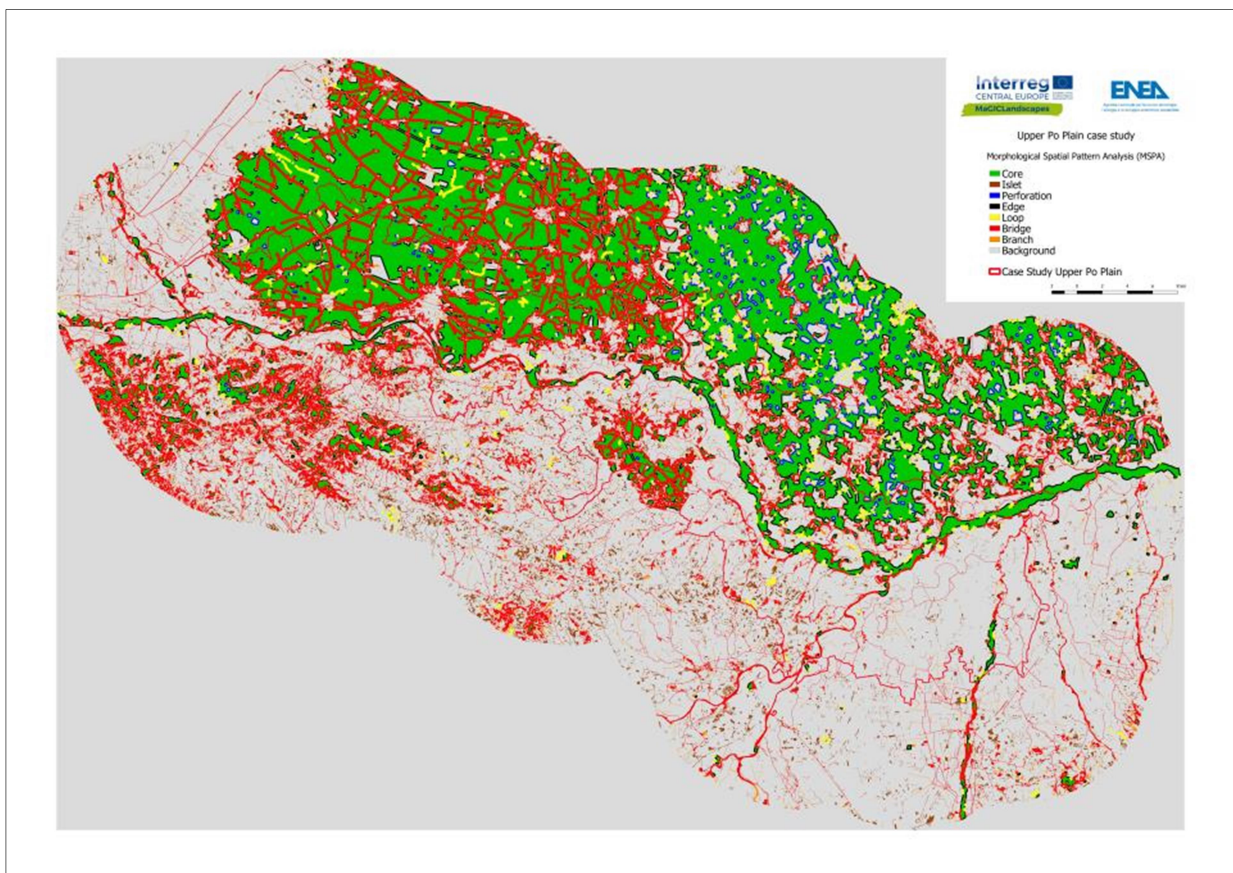 Interreg
CENTRAL EUROPE
MaGICLandscapes
ENEA
Upper Po Plain case study
Morphological Spatial Pattern Analysis (MSPA)
Core
Islet
Perforation
Edge
Loop
Bridge
Branch
Background
Case Study Upper Po Plain